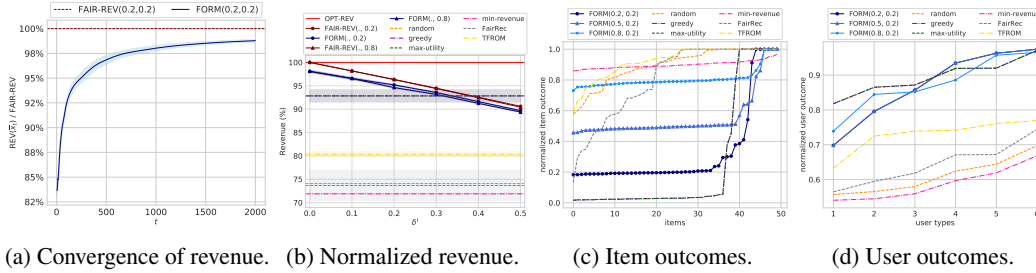 FAIR-REV(0.2,0.2) FORM(0.2,0.2)
100%
98%
95%
92%
90%
88%
85%
82%
REV(x̄t) / FAIR-REV
0 500 1000 1500 2000
t
(a) Convergence of revenue.
OPT-REV FORM(., 0.8) min-revenue
FAIR-REV(., 0.2) random FairRec
FORM(., 0.2) greedy TFROM
FAIR-REV(., 0.8) max-utility
100
95
90
85
80
75
70
Revenue (%)
0.0 0.1 0.2 0.3 0.4 0.5
δᴵ
(b) Normalized revenue.
FORM(0.2, 0.2) random min-revenue
FORM(0.5, 0.2) greedy FairRec
FORM(0.8, 0.2) max-utility TFROM
1.0
0.8
0.6
0.4
0.2
0.0
normalized item outcome
0 10 20 30 40 50
items
(c) Item outcomes.
FORM(0.2, 0.2) random min-revenue
FORM(0.5, 0.2) greedy FairRec
FORM(0.8, 0.2) max-utility TFROM
0.9
0.8
0.7
0.6
normalized user outcome
1 2 3 4 5
user types
(d) User outcomes.